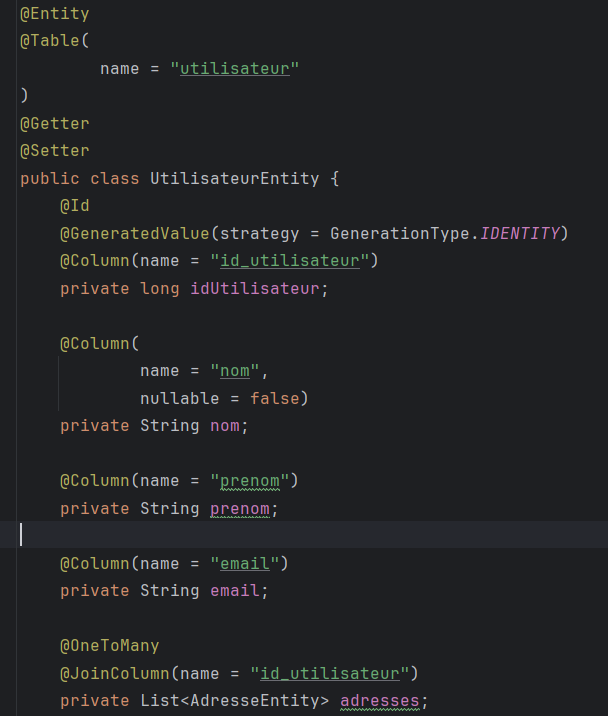 @Entity
@Table(
name = "utilisateur"
)
@Getter
@Setter
public class UtilisateurEntity {
@Id
@GeneratedValue(strategy = GenerationType.IDENTITY)
@Column(name = "id_utilisateur")
private long idUtilisateur;
@Column(
name = "nom",
nullable = false)
private String nom;
@Column(name = "prenom")
private String prenom;
@Column(name = "email")
private String email;
@OneToMany
@JoinColumn(name = "id_utilisateur")
private List<AdresseEntity> adresses;